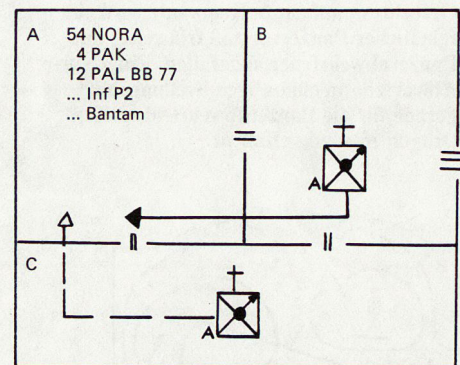 A
54 NORA
4 PAK
12 PAL BB 77
... Inf P2
... Bantam
B
A
C
A